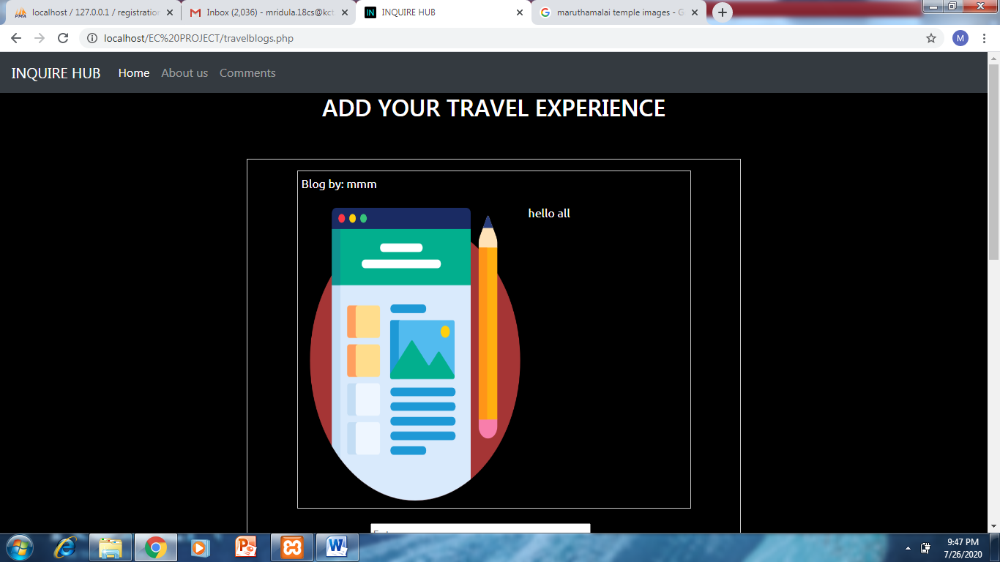 localhost / 127.0.0.1 / registration
Inbox (2,036) - mridula.18cs@kct
IN INQUIRE HUB
maruthamalai temple images - G
localhost/EC%20PROJECT/travelblogs.php
M
INQUIRE HUB Home About us Comments
ADD YOUR TRAVEL EXPERIENCE
Blog by: mmm
hello all
9:47 PM
7/26/2020